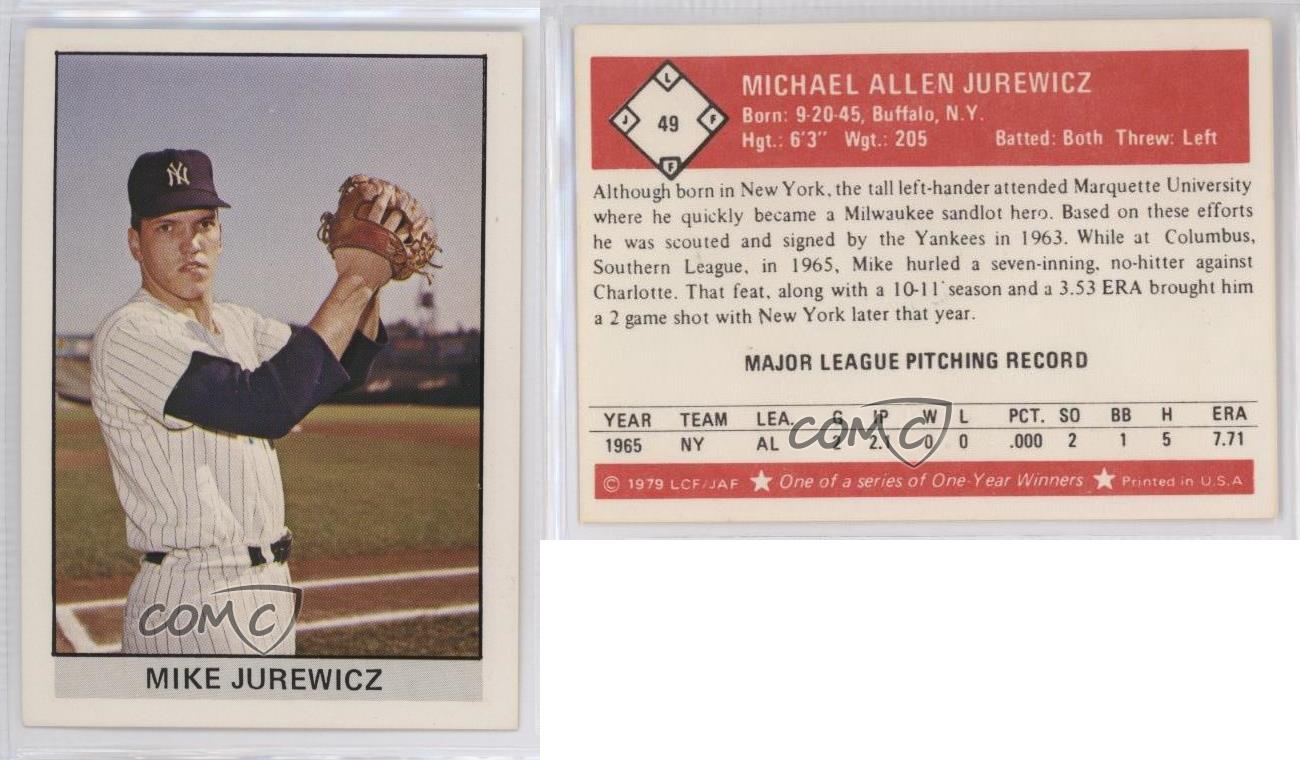 NY
COMC
MIKE JUREWICZ
L
J 49 F
F
MICHAEL ALLEN JUREWICZ
Born: 9-20-45, Buffalo, N.Y.
Hgt.: 6'3" Wgt.: 205 Batted: Both Threw: Left
Although born in New York, the tall left-hander attended Marquette University
where he quickly became a Milwaukee sandlot hero. Based on these efforts
he was scouted and signed by the Yankees in 1963. While at Columbus,
Southern League, in 1965, Mike hurled a seven-inning, no-hitter against
Charlotte. That feat, along with a 10-11 season and a 3.53 ERA brought him
a 2 game shot with New York later that year.
MAJOR LEAGUE PITCHING RECORD
YEAR TEAM LEA. G IP W L PCT. SO BB H ERA
1965 NY AL 2 2.1 0 0 .000 2 1 5 7.71
COMC
© 1979 LCF/JAF ★ One of a series of One-Year Winners ★ Printed in U.S.A